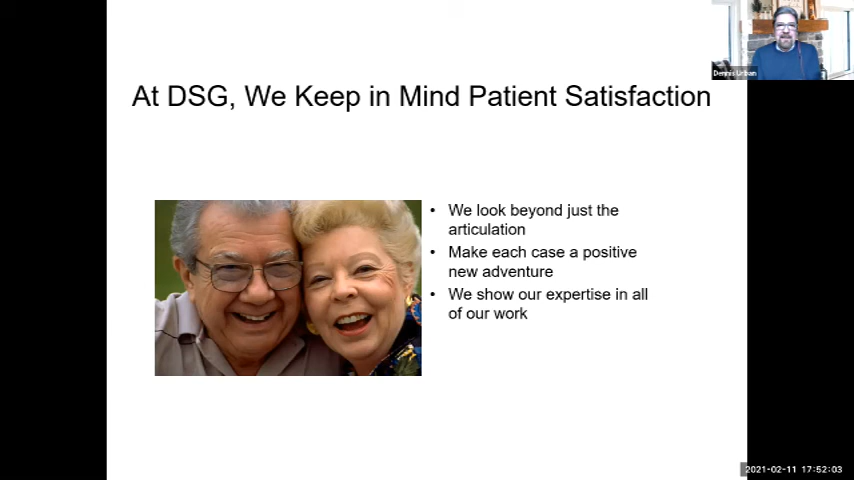 Dennis Urban
At DSG, We Keep in Mind Patient Satisfaction
• We look beyond just the
articulation
• Make each case a positive
new adventure
• We show our expertise in all
of our work
2021-02-11 17:52:03